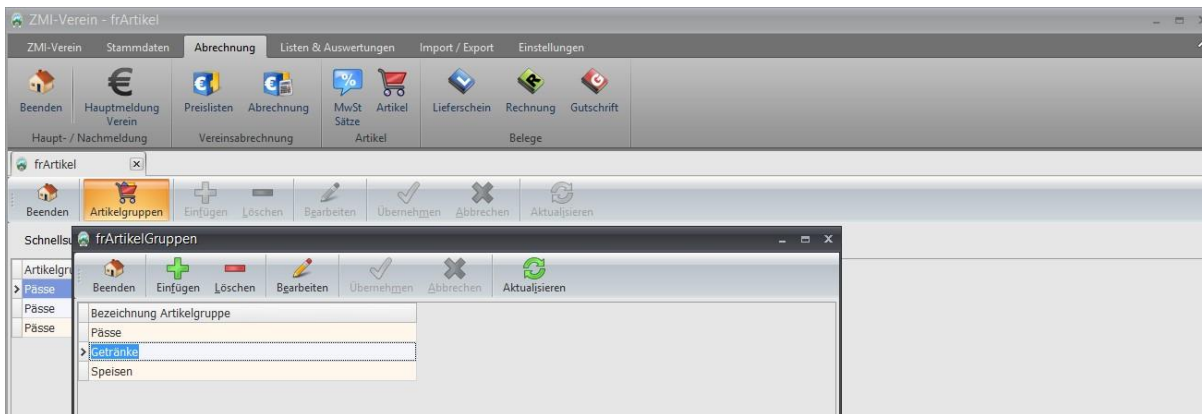 ZMI-Verein - frArtikel
ZMI-Verein Stammdaten Abrechnung Listen & Auswertungen Import / Export Einstellungen
Beenden Hauptmeldung Verein Preislisten Abrechnung MwSt Sätze Artikel Lieferschein Rechnung Gutschrift
Haupt- / Nachmeldung Vereinsabrechnung Artikel Belege
frArtikel
Beenden Artikelgruppen Einfügen Löschen Bearbeiten Übernehmen Abbrechen Aktualisieren
Schnellsu
frArtikelGruppen
Artikelgru
Beenden Einfügen Löschen Bearbeiten Übernehmen Abbrechen Aktualisieren
Pässe
Pässe
Pässe
Bezeichnung Artikelgruppe
Pässe
Getränke
Speisen